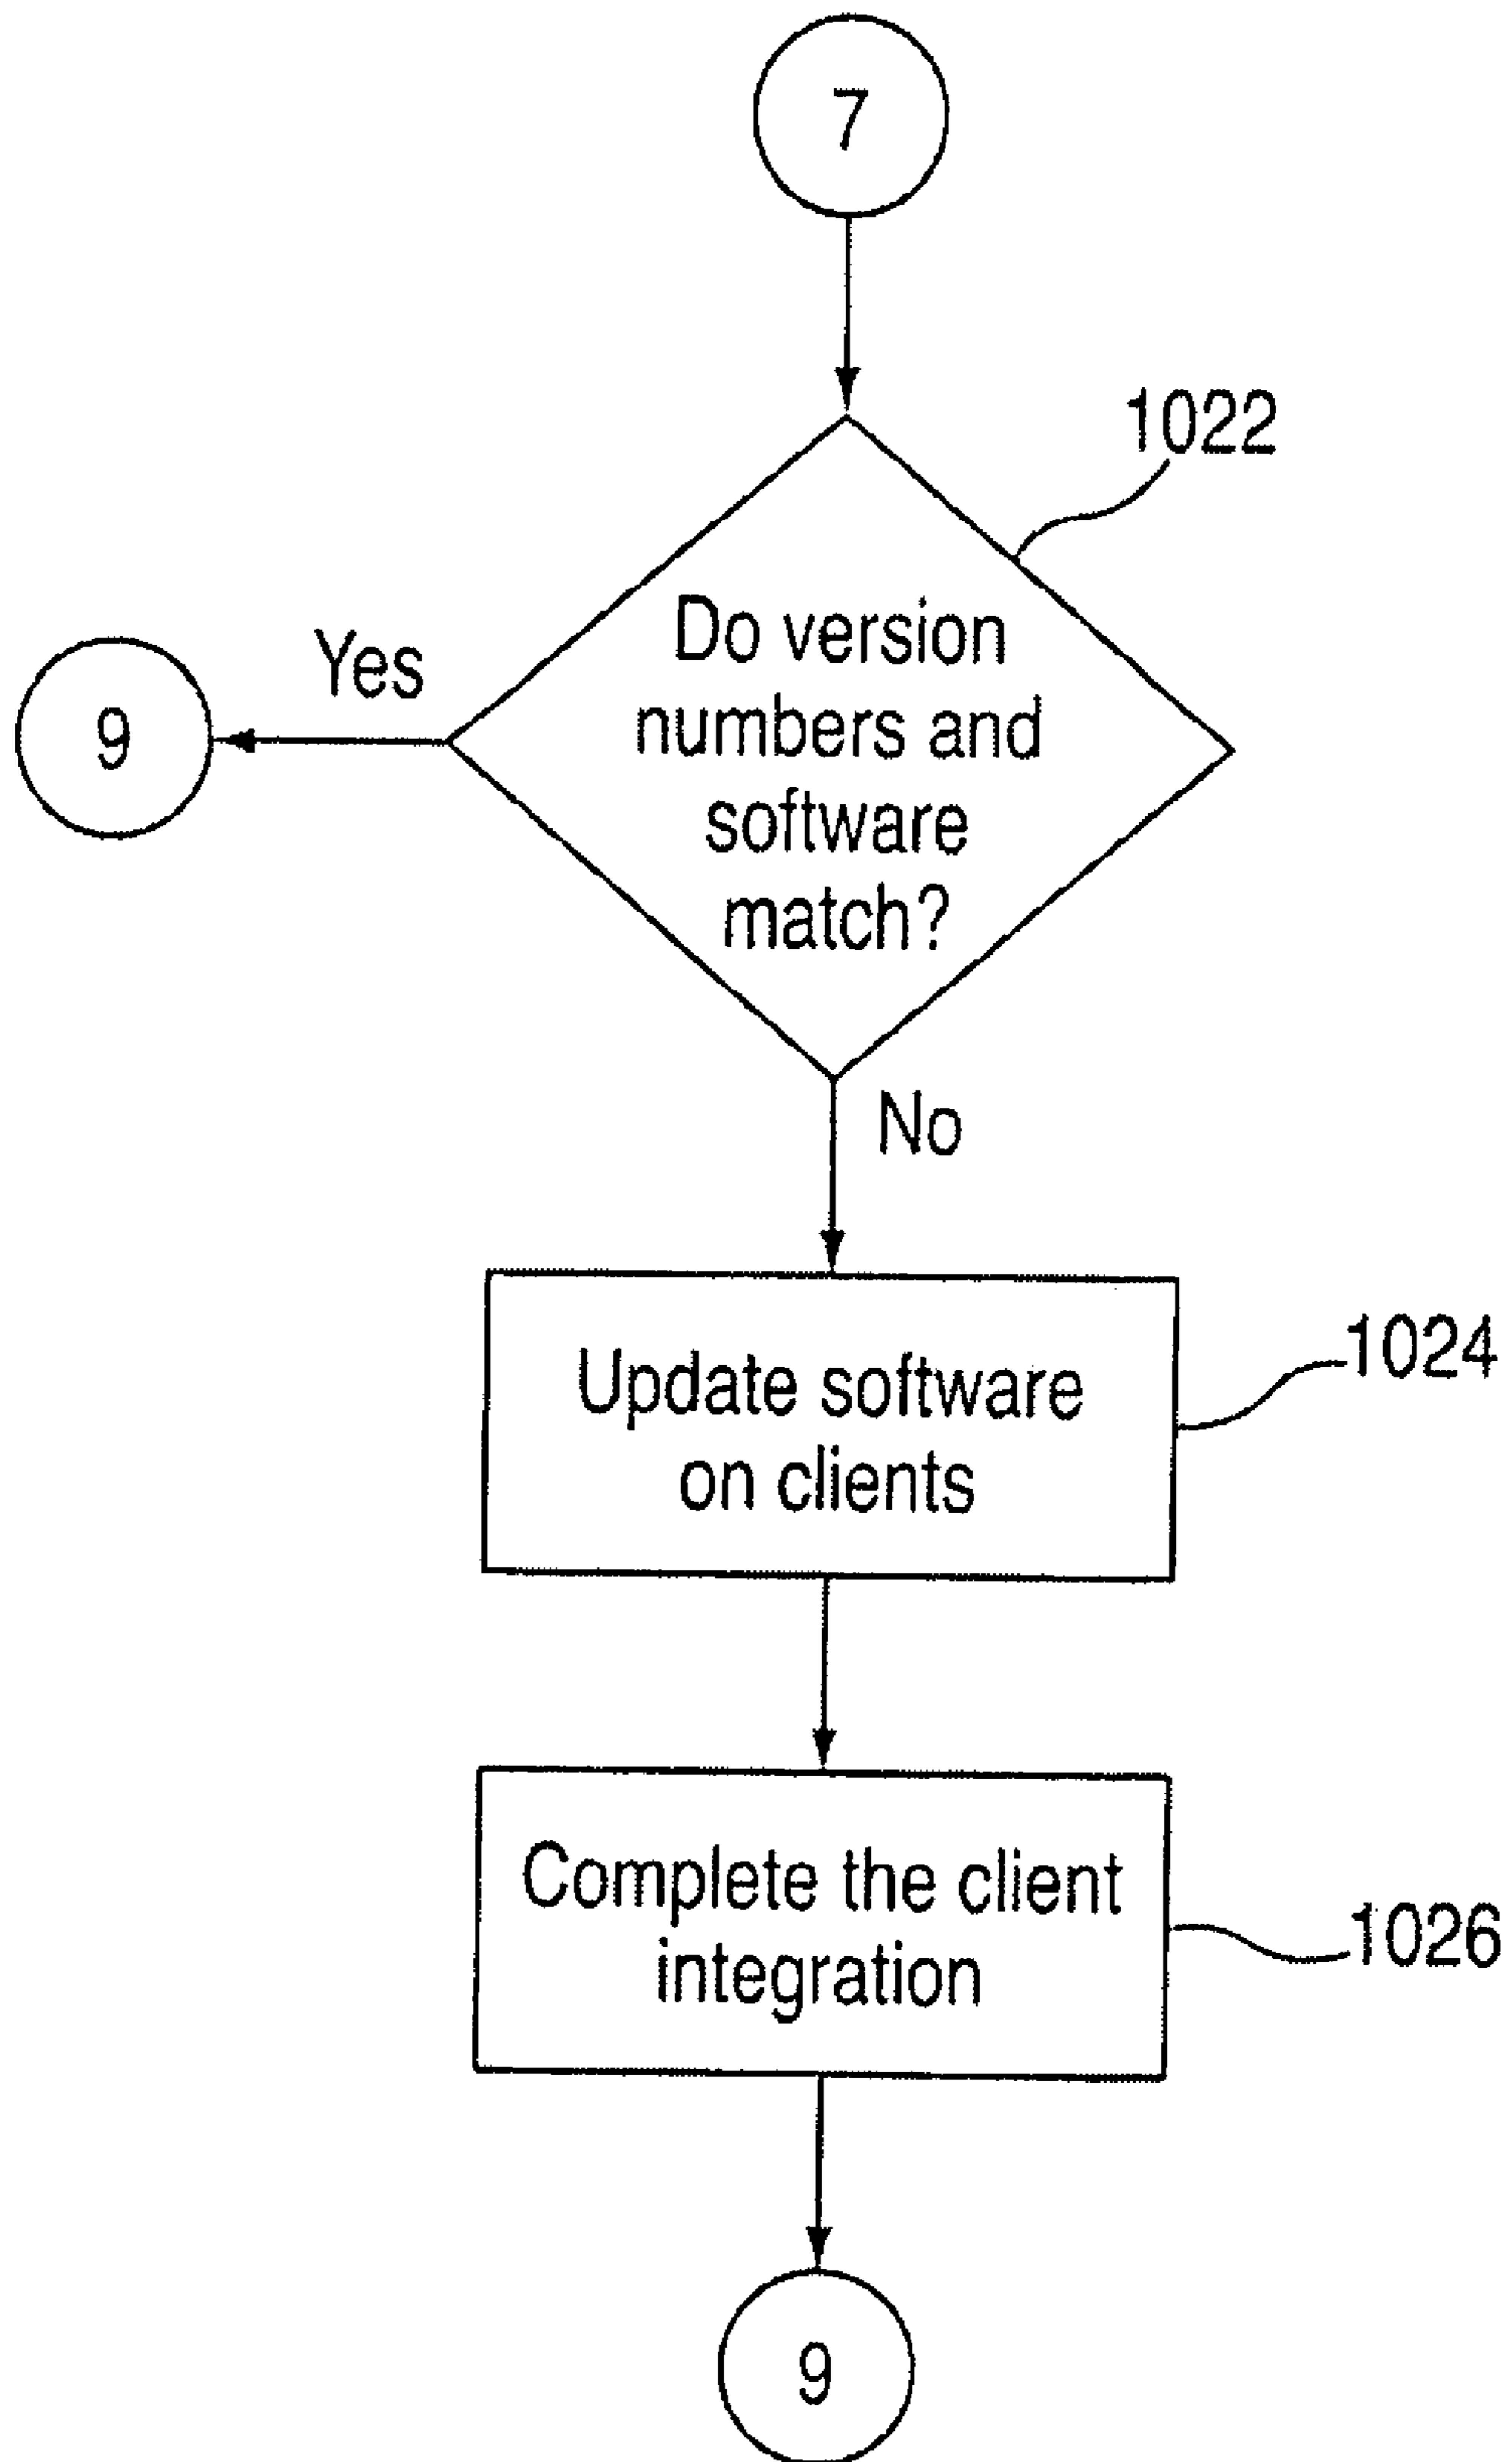 7
1022
Do version
numbers and
software
match?
Yes
9
No
Update software
on clients
1024
Complete the client
integration
1026
9